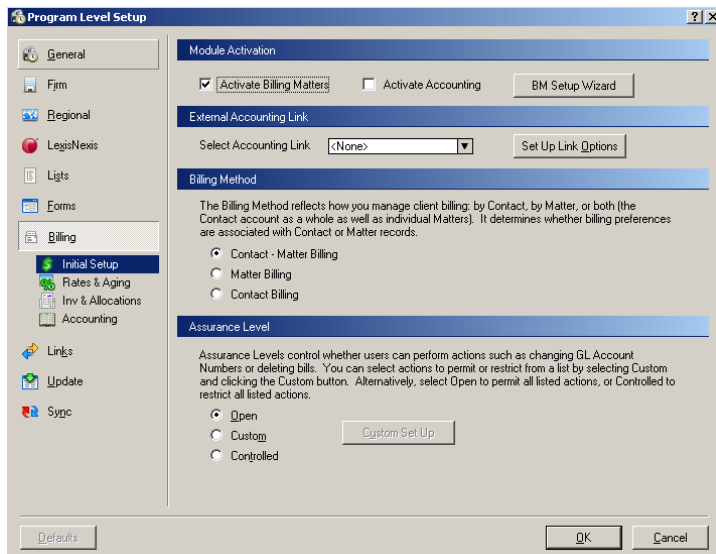 Program Level Setup
General
Firm
Regional
LexisNexis
Lists
Forms
Billing
Initial Setup
Rates & Aging
Inv & Allocations
Accounting
Links
Update
Sync
Module Activation
Activate Billing Matters
Activate Accounting
BM Setup Wizard
External Accounting Link
Select Accounting Link
<None>
Set Up Link Options
Billing Method
The Billing Method reflects how you manage client billing: by Contact, by Matter, or both (the
Contact account as a whole as well as individual Matters). It determines whether billing preferences
are associated with Contact or Matter records.
Contact - Matter Billing
Matter Billing
Contact Billing
Assurance Level
Assurance Levels control whether users can perform actions such as changing GL Account
Numbers or deleting bills. You can select actions to permit or restrict from a list by selecting Custom
and clicking the Custom button. Alternatively, select Open to permit all listed actions, or Controlled to
restrict all listed actions.
Open
Custom
Custom Set Up
Controlled
Defaults
OK
Cancel